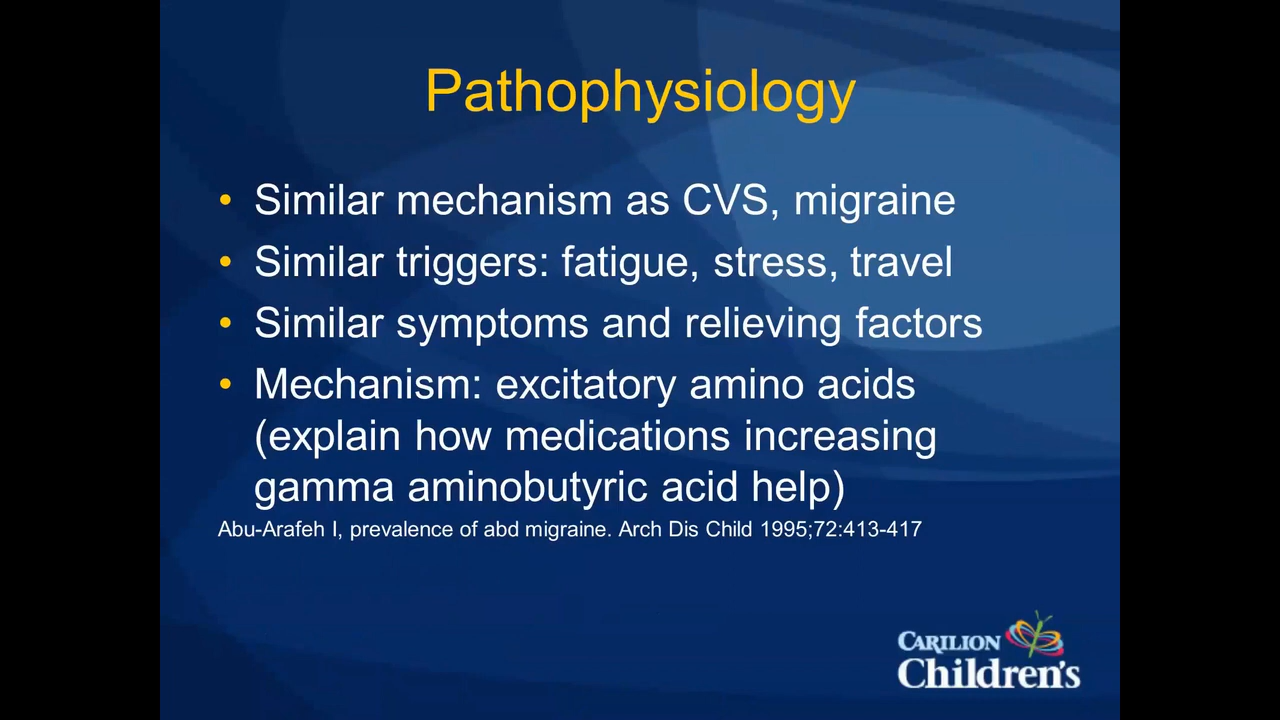 Pathophysiology
• Similar mechanism as CVS, migraine
• Similar triggers: fatigue, stress, travel
• Similar symptoms and relieving factors
• Mechanism: excitatory amino acids
(explain how medications increasing
gamma aminobutyric acid help)
Abu-Arafeh I, prevalence of abd migraine. Arch Dis Child 1995;72:413-417
CARILION
Children's